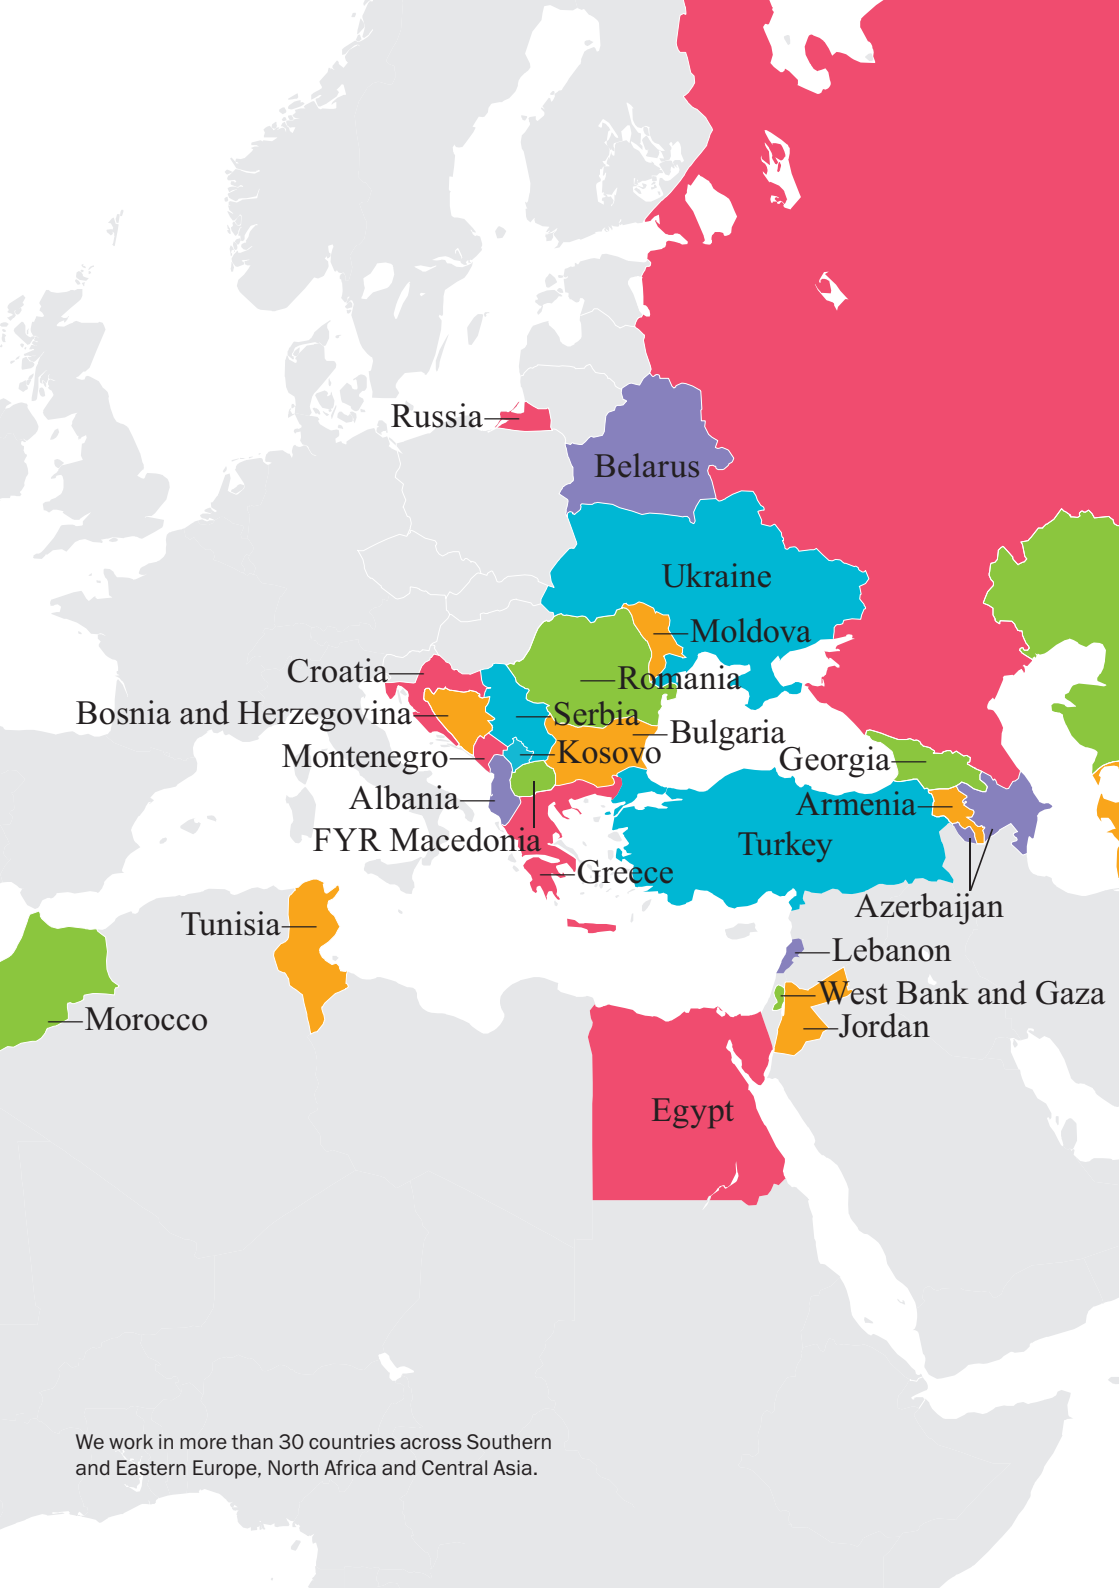 Russia
Belarus
Ukraine
Moldova
Croatia
Romania
Bosnia and Herzegovina
Serbia
Bulgaria
Montenegro
Kosovo
Georgia
Albania
Armenia
FYR Macedonia
Turkey
Greece
Azerbaijan
Tunisia
Lebanon
West Bank and Gaza
Morocco
Jordan
Egypt
We work in more than 30 countries across Southern
and Eastern Europe, North Africa and Central Asia.